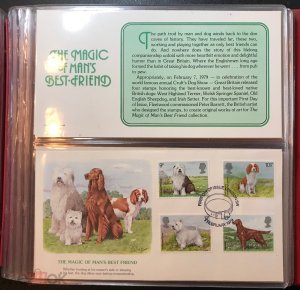 THE MAGIC
OF MAN'S
BEST FRIEND
The path trod by man and dog winds back to the
dim caves of history. They have traveled far, these two,
working and playing together as only best friends can
do. And nowhere does the story of this lifelong
companionship unfold with more heartfelt emotion and delightful
humor than in Great Britain. Where the Englishmen long ago
formed the habit of taking his dog wherever he went . . . from pub
to pew.
Appropriately, on February 7, 1979 — in celebration of the
world famous annual Cruft's Dog Show — Great Britain released
four stamps honoring the best-known and best-loved native
British dogs: West Highland Terrier, Welsh Springer Spaniel, Old
English Sheepdog, and Irish Setter. For this important First Day
of Issue, Fleetwood commissioned Peter Barrett, the British artist
who designed the stamps, to create original works of art for The
Magic of Man's Best Friend collection.
THE MAGIC OF MAN'S BEST FRIEND